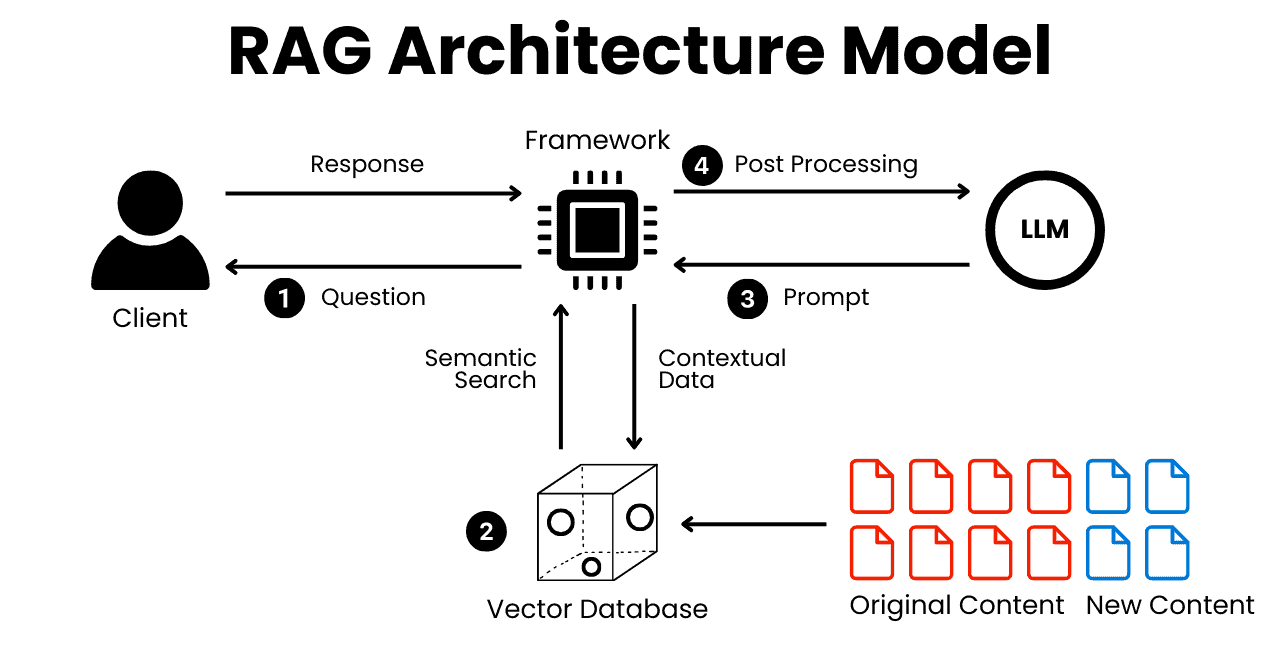 RAG Architecture Model
Framework
Response
4 Post Processing
LLM
1 Question
3 Prompt
Client
Semantic
Search
Contextual
Data
2
Vector Database
Original Content
New Content